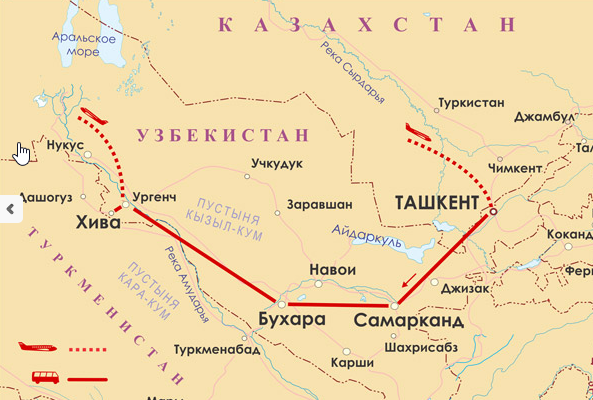 КАЗАХСТАН
Аральское
море
Река Сырдарья
Туркистан
Джамбул
УЗБЕКИСТАН
Нукус
Учкудук
Чимкент
Дашогуз
Ургенч
Хива
ПУСТЫНЯ
КЫЗЫЛ-КУМ
Заравшан
ТАШКЕНТ
Айдаркуль
Коканд
ТУРКМЕНИСТАН
ПУСТЫНЯ
КАРА-КУМ
Река Амударья
Навои
Джизак
Бухара
Самарканд
Туркменабад
Шахрисабз
Карши
Мары